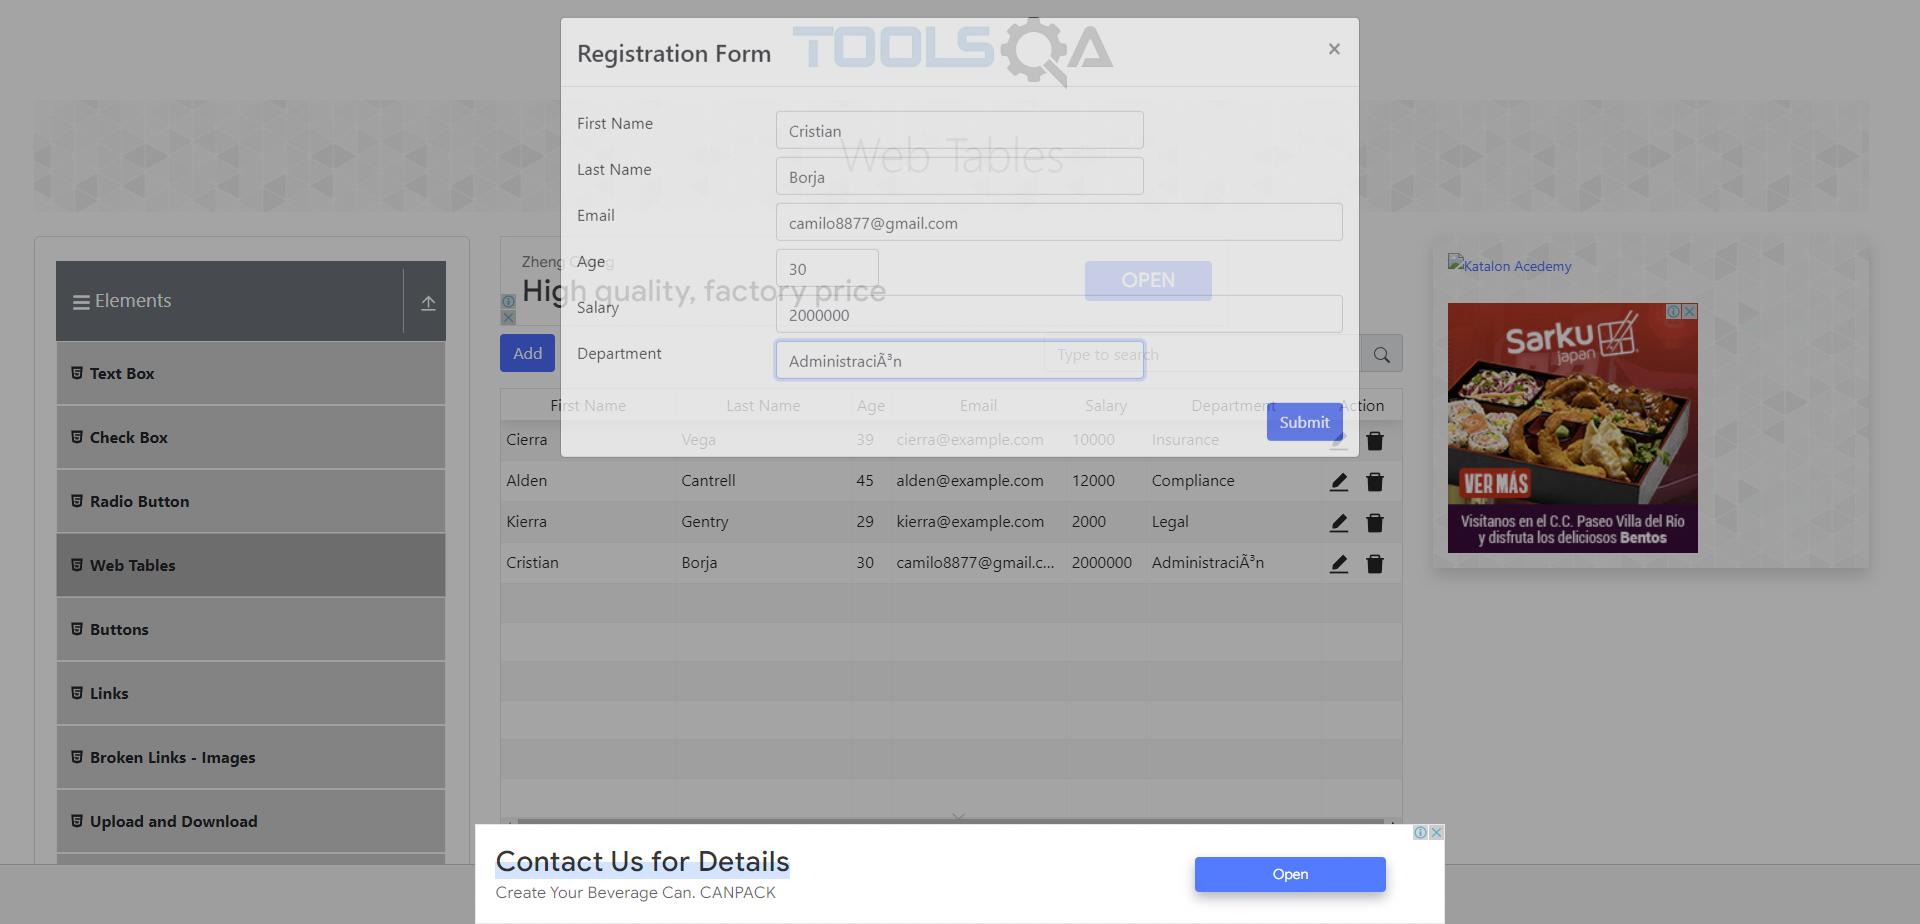 TOOLSQA
Registration Form
×
Web Tables
First Name
Cristian
Last Name
Borja
Email
camilo8877@gmail.com
Age
30
Salary
2000000
Department
AdministraciÃ³n
Submit
Elements
Text Box
Check Box
Radio Button
Web Tables
Buttons
Links
Broken Links - Images
Upload and Download
Zheng
High quality, factory price
OPEN
Add
Type to search
First Name Last Name Age Email Salary Department Action
Cierra Vega 39 cierra@example.com 10000 Insurance
Alden Cantrell 45 alden@example.com 12000 Compliance
Kierra Gentry 29 kierra@example.com 2000 Legal
Cristian Borja 30 camilo8877@gmail.c... 2000000 AdministraciÃ³n
Katalon Acedemy
Sarku
japan
VER MÁS
Visítanos en el C.C. Paseo Villa del Río
y disfruta los deliciosos Bentos
Contact Us for Details
Create Your Beverage Can. CANPACK
Open